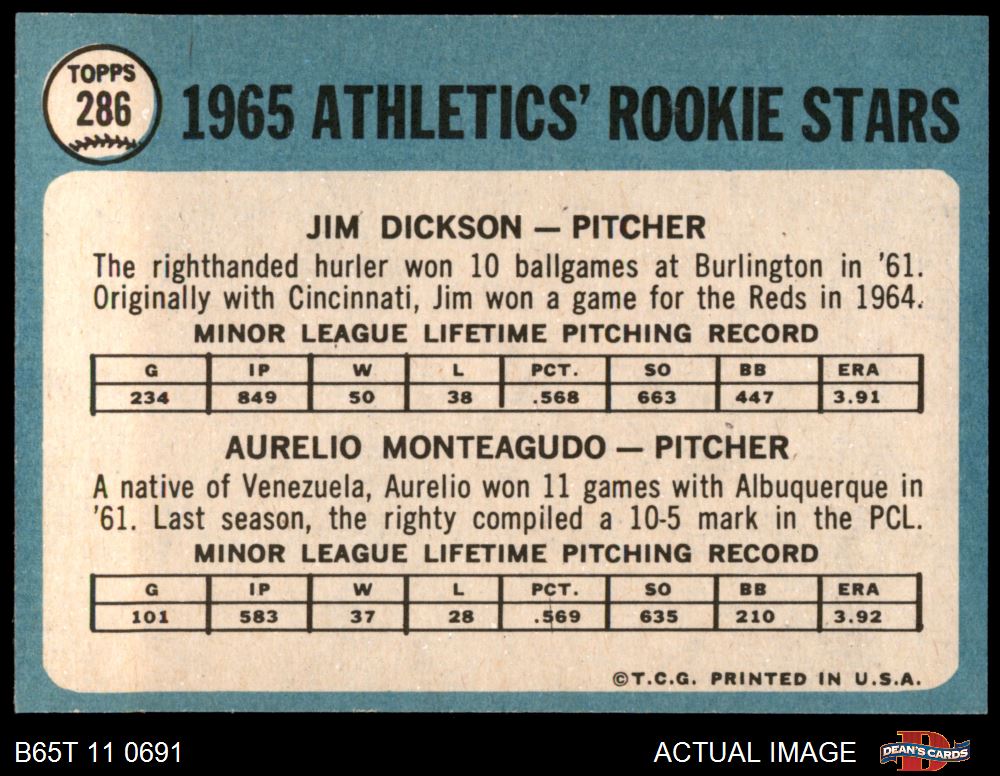 TOPPS
286
1965 ATHLETICS' ROOKIE STARS
JIM DICKSON — PITCHER
The righthanded hurler won 10 ballgames at Burlington in '61.
Originally with Cincinnati, Jim won a game for the Reds in 1964.
MINOR LEAGUE LIFETIME PITCHING RECORD
G IP W L PCT. SO BB ERA
234 849 50 38 .568 663 447 3.91
AURELIO MONTEAGUDO — PITCHER
A native of Venezuela, Aurelio won 11 games with Albuquerque in
'61. Last season, the righty compiled a 10-5 mark in the PCL.
MINOR LEAGUE LIFETIME PITCHING RECORD
G IP W L PCT. SO BB ERA
101 583 37 28 .569 635 210 3.92
©T.C.G. PRINTED IN U.S.A.
B65T 11 0691 ACTUAL IMAGE DEAN'S CARDS